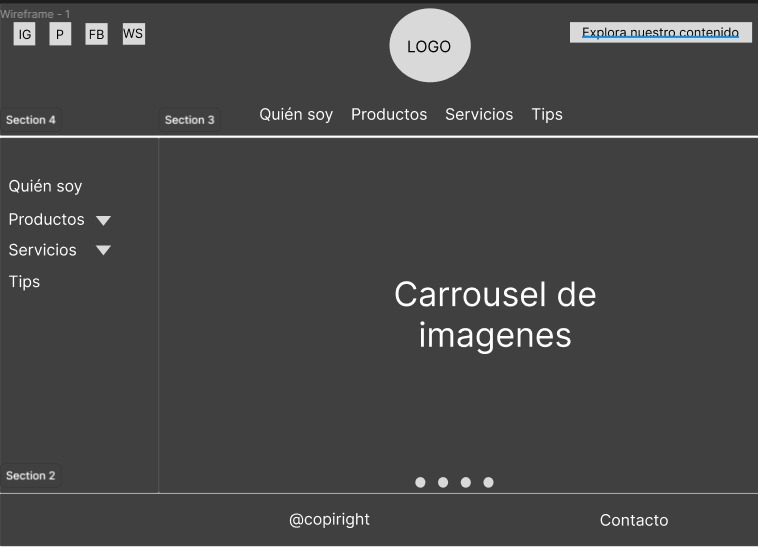 Wireframe - 1
IG
P
FB
WS
LOGO
Explora nuestro contenido
Section 4
Section 3
Quién soy
Productos
Servicios
Tips
Quién soy
Productos
Servicios
Tips
Carrousel de
imagenes
Section 2
@copiright
Contacto